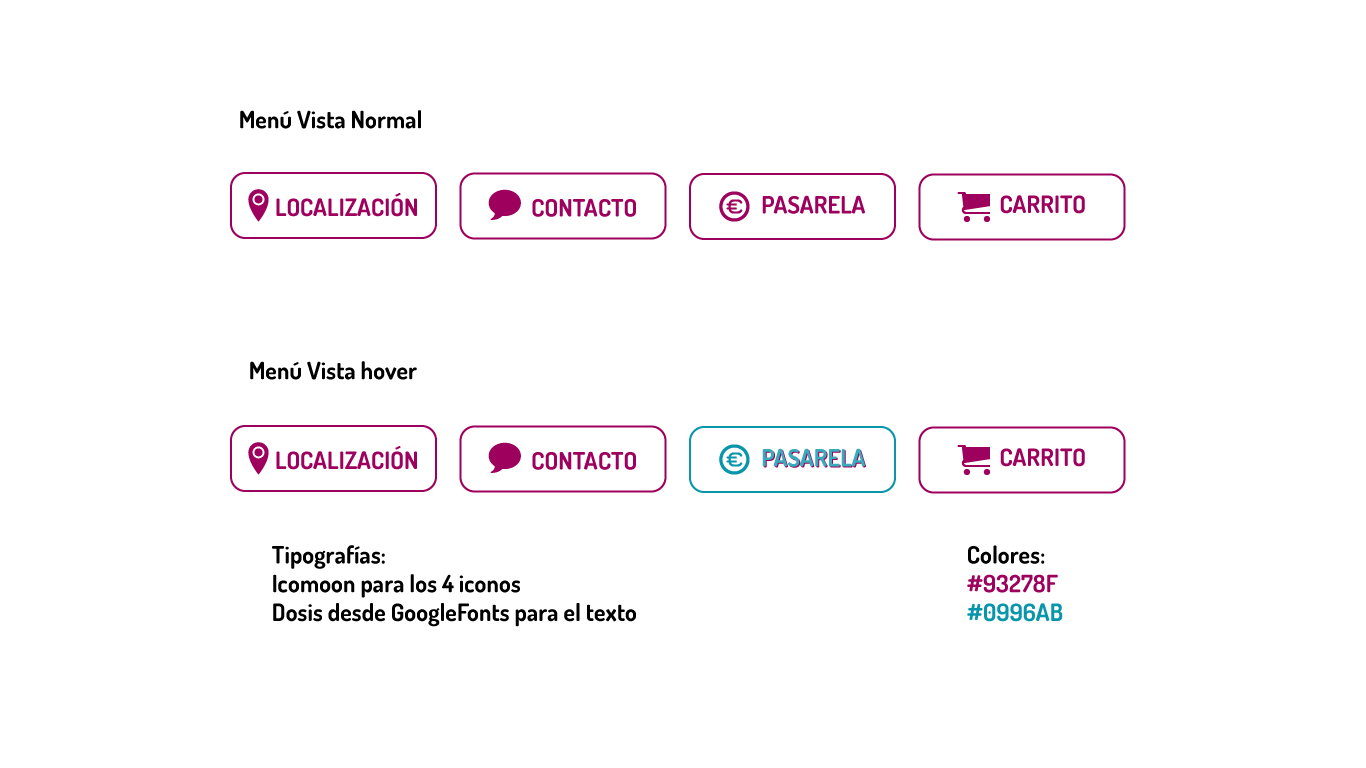 Menú Vista Normal
LOCALIZACIÓN
CONTACTO
PASARELA
CARRITO
Menú Vista hover
LOCALIZACIÓN
CONTACTO
PASARELA
CARRITO
Tipografías:
Icomoon para los 4 iconos
Dosis desde GoogleFonts para el texto
Colores:
#93278F
#0996AB